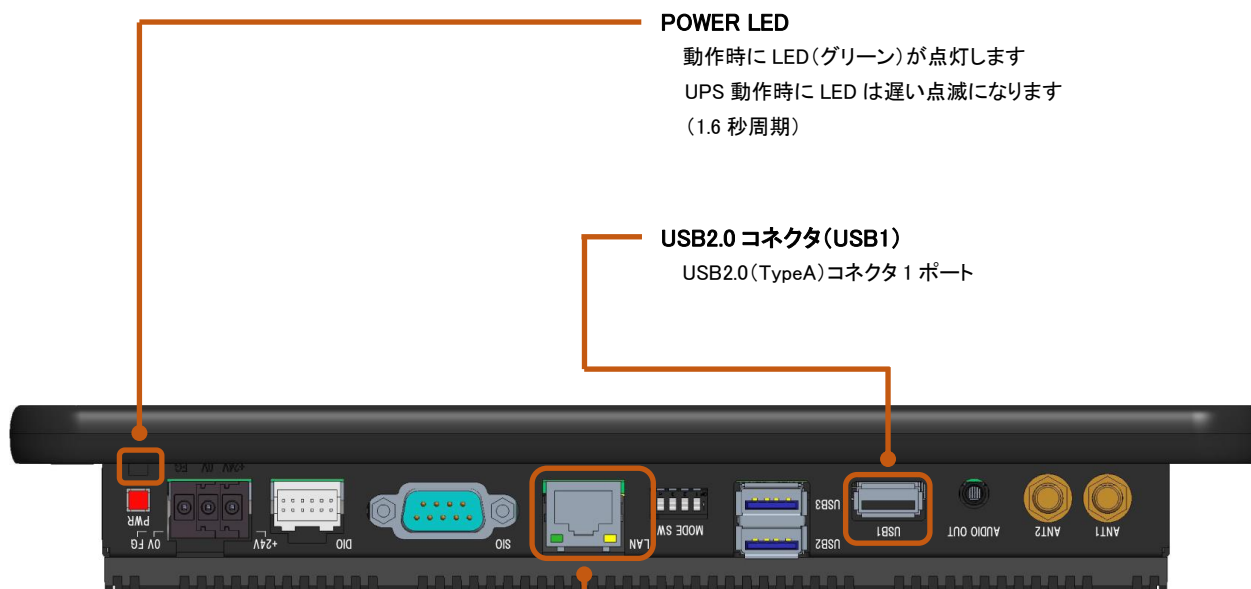 POWER LED
動作時に LED(グリーン)が点灯します
UPS 動作時に LED は遅い点滅になります
(1.6 秒周期)
USB2.0 コネクタ(USB1)
USB2.0(TypeA)コネクタ 1 ポート
FG 0V +24V
PWR
FG 0V
+24V
DIO
SIO
LAN
MODE SW
USB3
USB2
USB1
AUDIO OUT
ANT2
ANT1